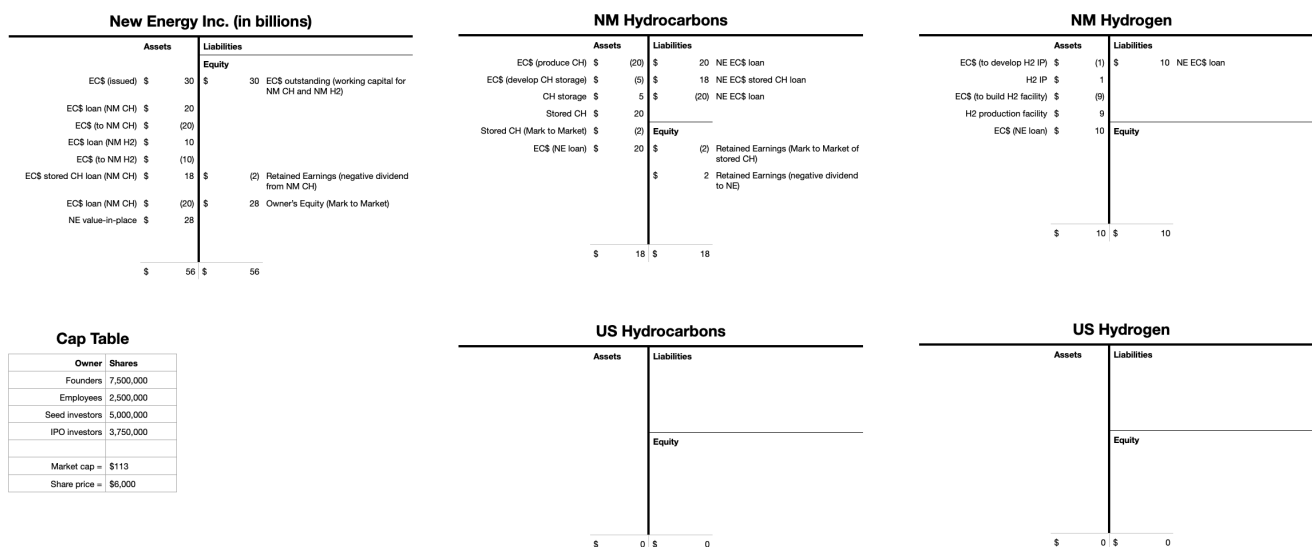 New Energy Inc. (in billions)
Assets Liabilities
Equity
EC$ (issued) $ 30 $ 30 EC$ outstanding (working capital for
NM CH and NM H2)
EC$ loan (NM CH) $ 20
EC$ (to NM CH) $ (20)
EC$ loan (NM H2) $ 10
EC$ (to NM H2) $ (10)
EC$ stored CH loan (NM CH) $ 18 $ (2) Retained Earnings (negative dividend
from NM CH)
EC$ loan (NM CH) $ (20) $ 28 Owner's Equity (Mark to Market)
NE value-in-place $ 28
$ 56 $ 56
NM Hydrocarbons
Assets Liabilities
EC$ (produce CH) $ (20) $ 20 NE EC$ loan
EC$ (develop CH storage) $ (5) $ 18 NE EC$ stored CH loan
CH storage $ 5 $ (20) NE EC$ loan
Stored CH $ 20
Stored CH (Mark to Market) $ (2) Equity
EC$ (NE loan) $ 20 $ (2) Retained Earnings (Mark to Market of
stored CH)
$ 2 Retained Earnings (negative dividend
to NE)
$ 18 $ 18
NM Hydrogen
Assets Liabilities
EC$ (to develop H2 IP) $ (1) $ 10 NE EC$ loan
H2 IP $ 1
EC$ (to build H2 facility) $ (9)
H2 production facility $ 9
EC$ (NE loan) $ 10 Equity
$ 10 $ 10
Cap Table
Owner Shares
Founders 7,500,000
Employees 2,500,000
Seed investors 5,000,000
IPO investors 3,750,000
Market cap = $113
Share price = $6,000
US Hydrocarbons
Assets Liabilities
Equity
$ 0 $ 0
US Hydrogen
Assets Liabilities
Equity
$ 0 $ 0